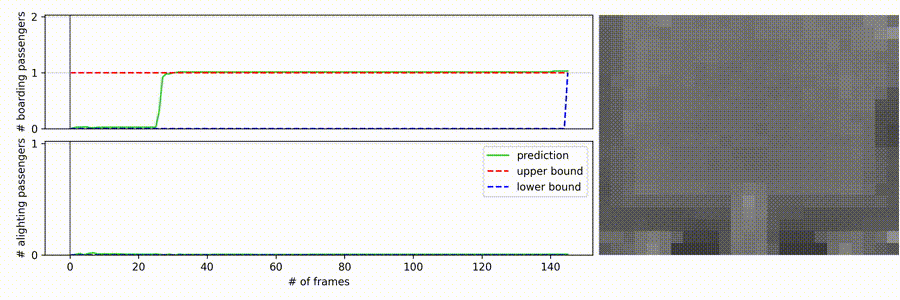 # boarding passengers
2
1
0
# alighting passengers
1
0
prediction
upper bound
lower bound
0 20 40 60 80 100 120 140
# of frames